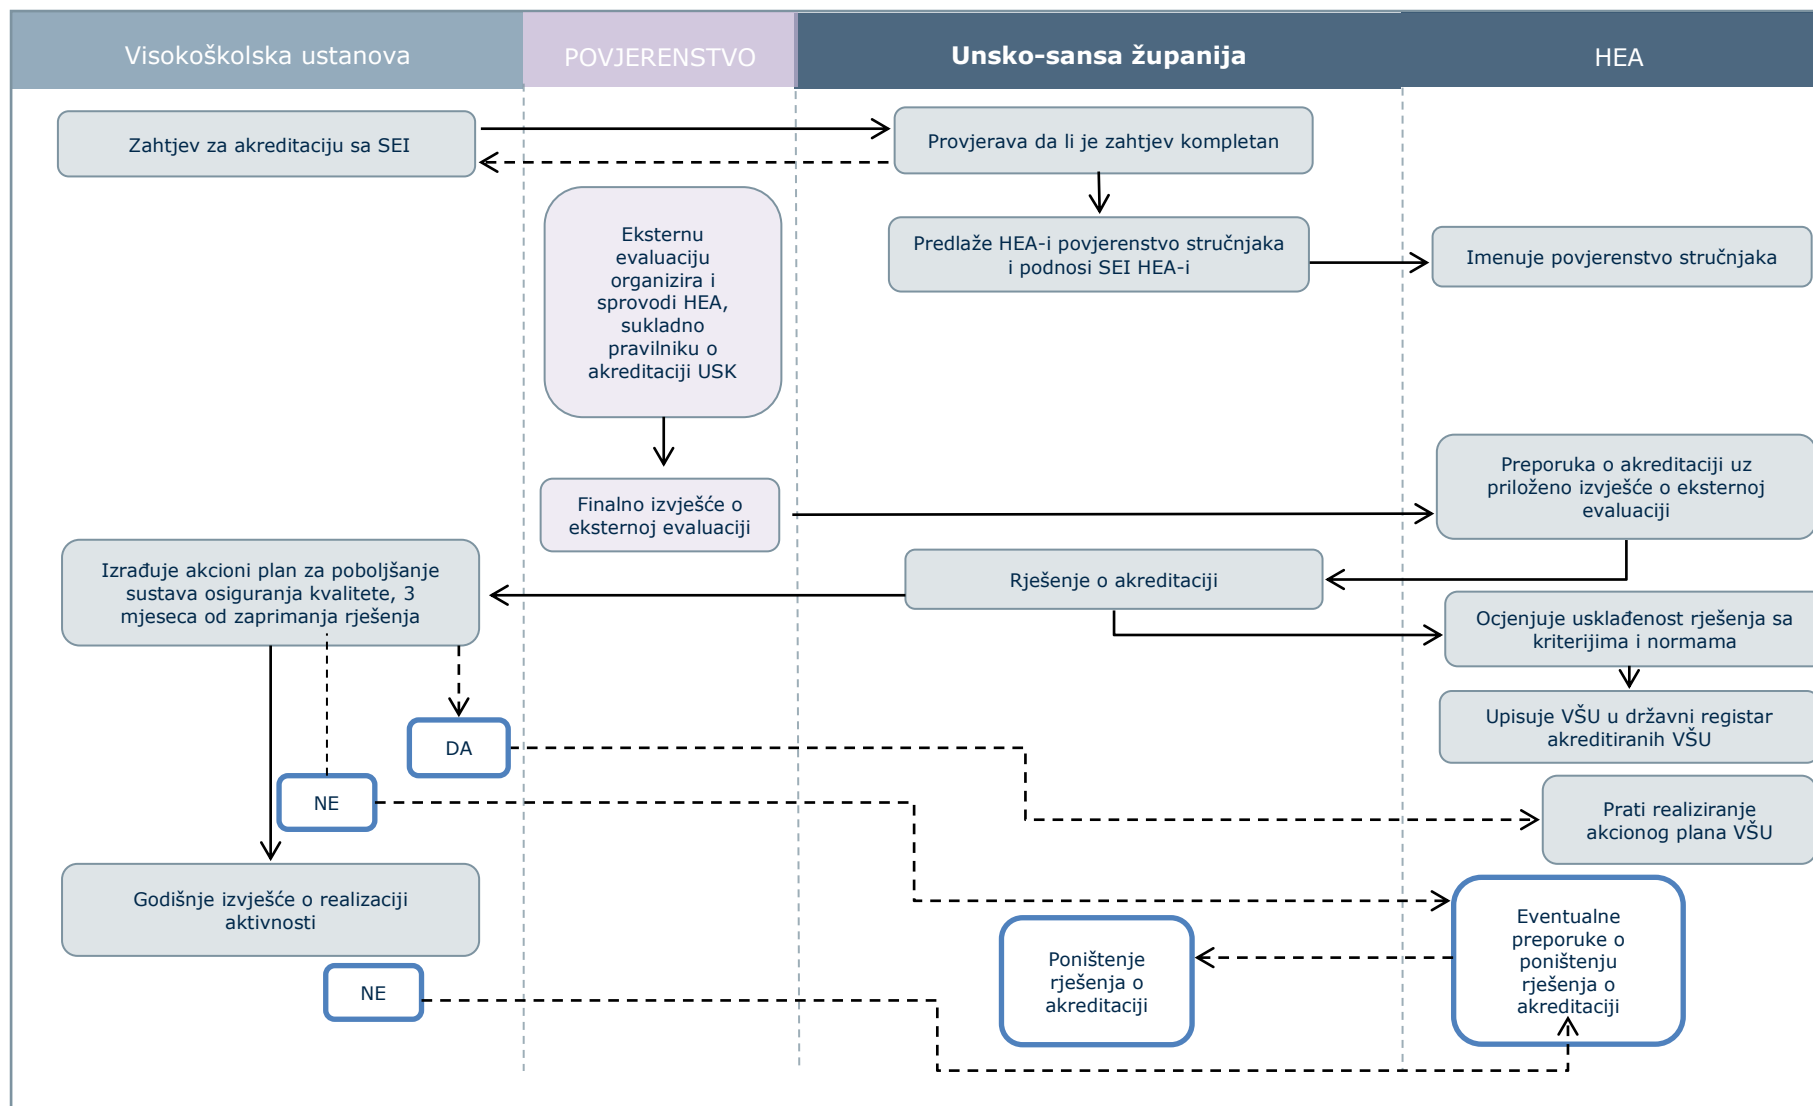 Visokoškolska ustanova
POVJERENSTVO
Unsko-sansa županija
HEA
Zahtjev za akreditaciju sa SEI
Provjerava da li je zahtjev kompletan
Eksternu
evaluaciju
organizira i
sprovodi HEA,
sukladno
pravilniku o
akreditaciji USK
Predlaže HEA-i povjerenstvo stručnjaka
i podnosi SEI HEA-i
Imenuje povjerenstvo stručnjaka
Finalno izvješće o
eksternoj evaluaciji
Preporuka o akreditaciji uz
priloženo izvješće o eksternoj
evaluaciji
Izrađuje akcioni plan za poboljšanje
sustava osiguranja kvalitete, 3
mjeseca od zaprimanja rješenja
Rješenje o akreditaciji
Ocjenjuje usklađenost rješenja sa
kriterijima i normama
Upisuje VŠU u državni registar
akreditiranih VŠU
DA
NE
Prati realiziranje
akcionog plana VŠU
Godišnje izvješće o realizaciji
aktivnosti
NE
Poništenje
rješenja o
akreditaciji
Eventualne
preporuke o
poništenju
rješenja o
akreditaciji